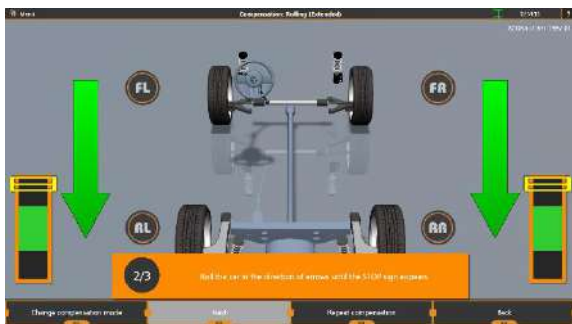 Menu
Compensation: Rolling (Extended)
FL
FR
RL
RR
2/3
Roll the car in the direction of arrows until the STOP sign appears
Change compensation mode
Repeat compensation
Back